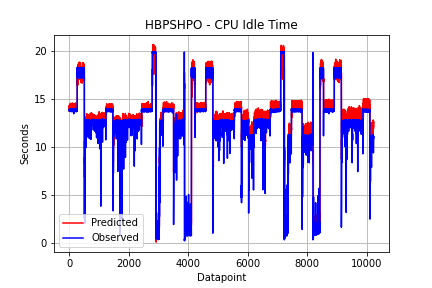 HBPSHPO - CPU Idle Time
Seconds
20
15
10
5
0
Predicted
Observed
0 2000 4000 6000 8000 10000
Datapoint